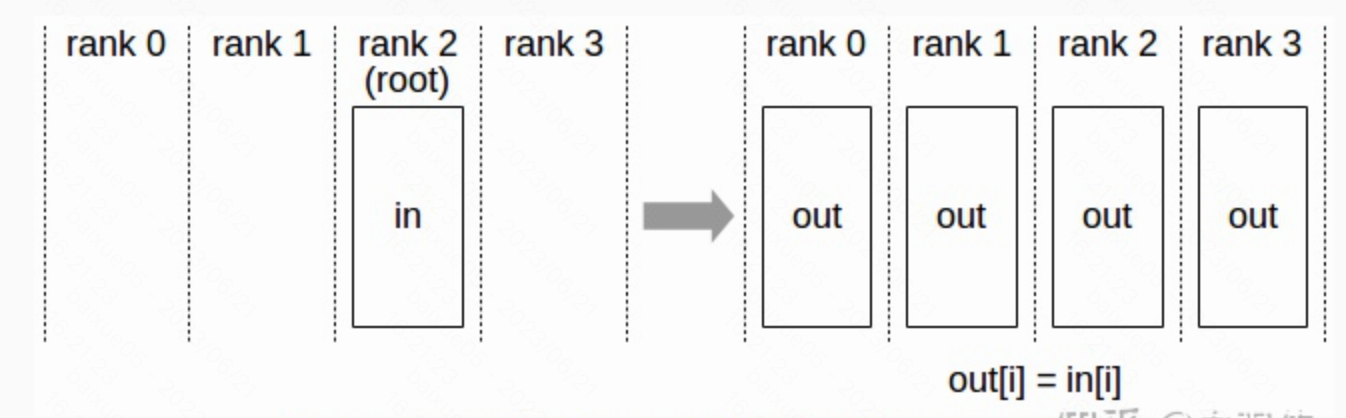 rank 0 rank 1 rank 2 rank 3 rank 0 rank 1 rank 2 rank 3
(root)
in out out out out
out[i] = in[i]